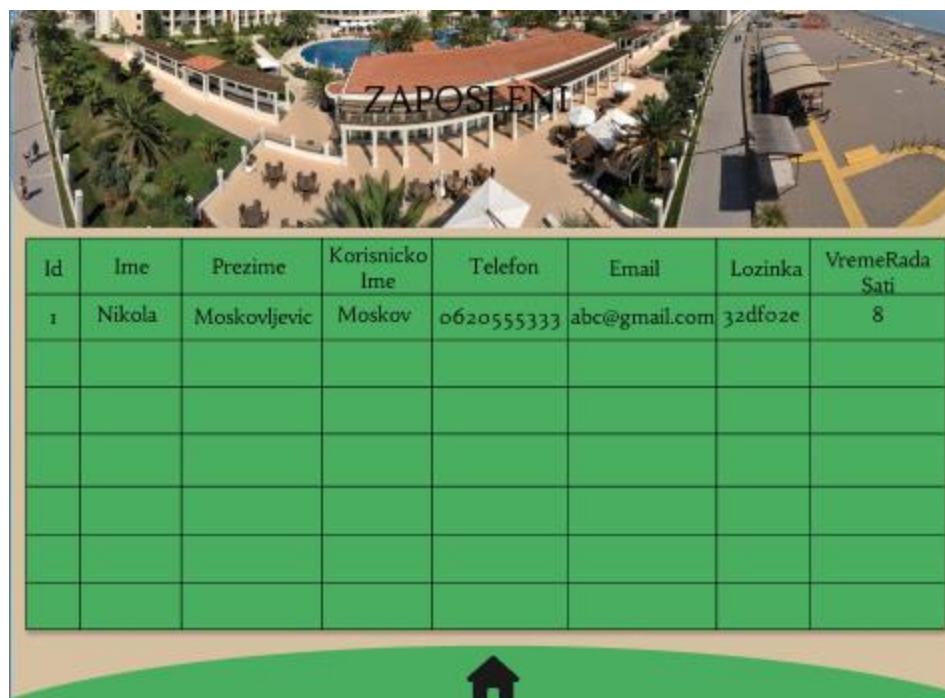 ZAPOSLENI
Id Ime Prezime Korisnicko Ime Telefon Email Lozinka VremeRada Sati
1 Nikola Moskovljevic Moskov 0620555333 abc@gmail.com 32df02e 8